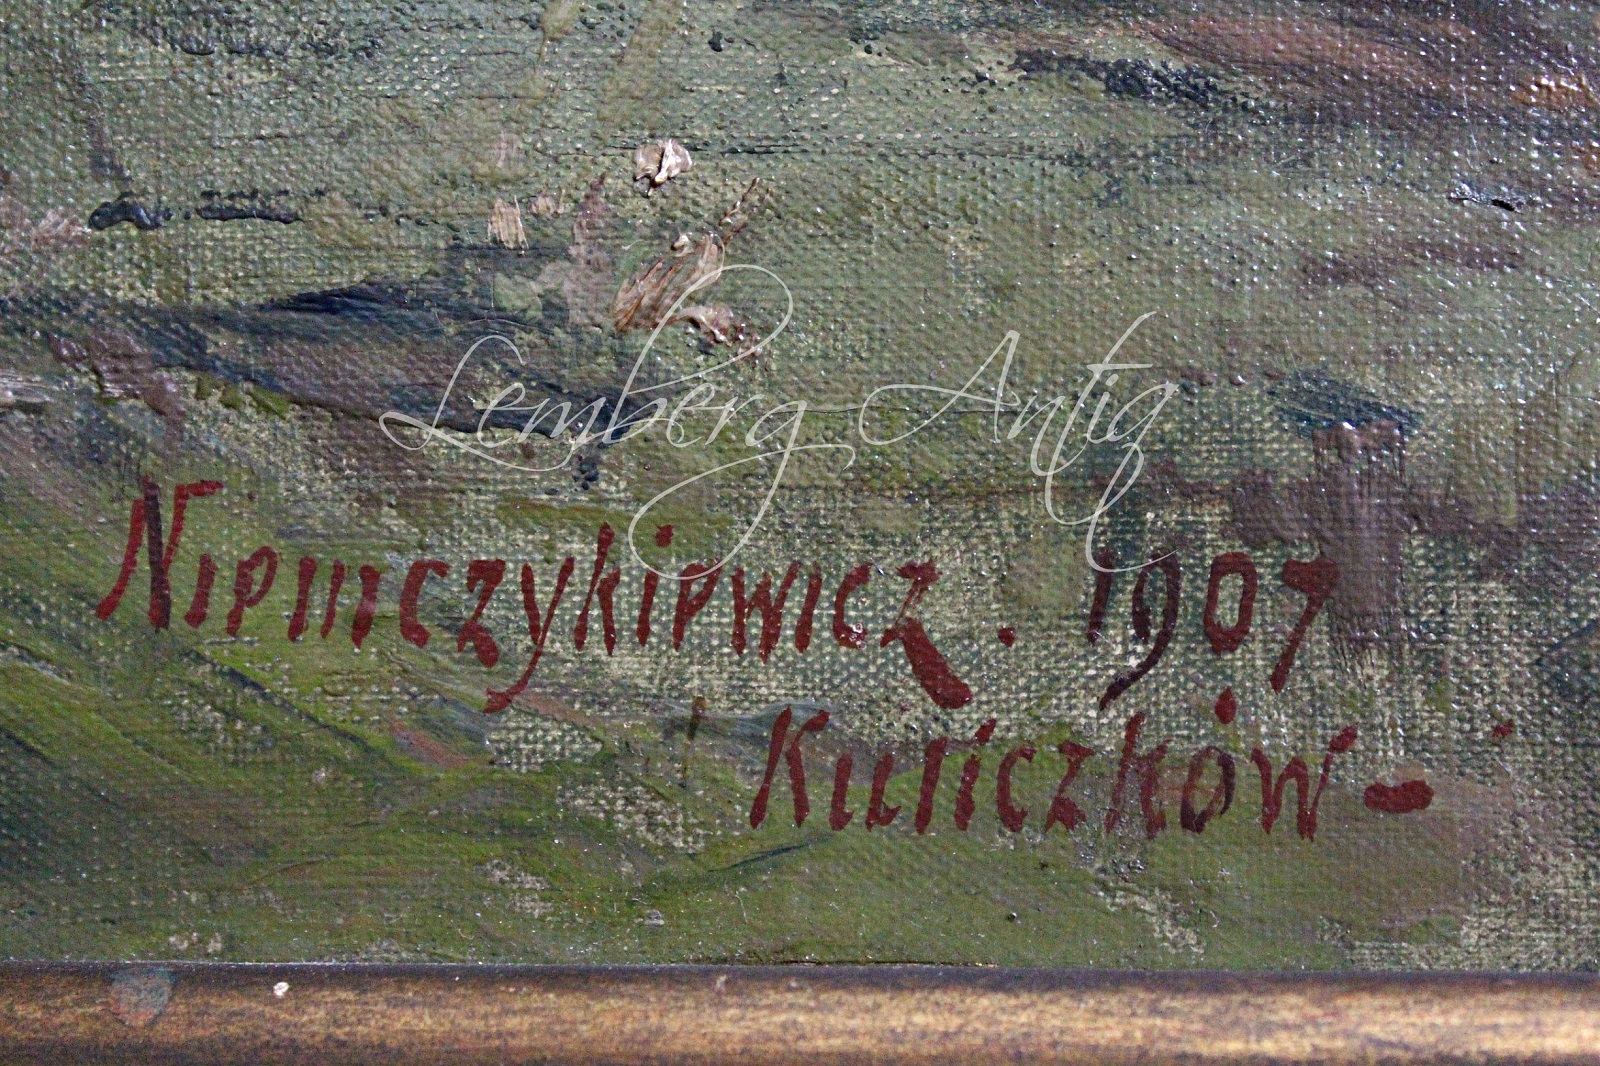 Lemberg Antiq
Niemczykiewicz. 1907
Kuliczków -